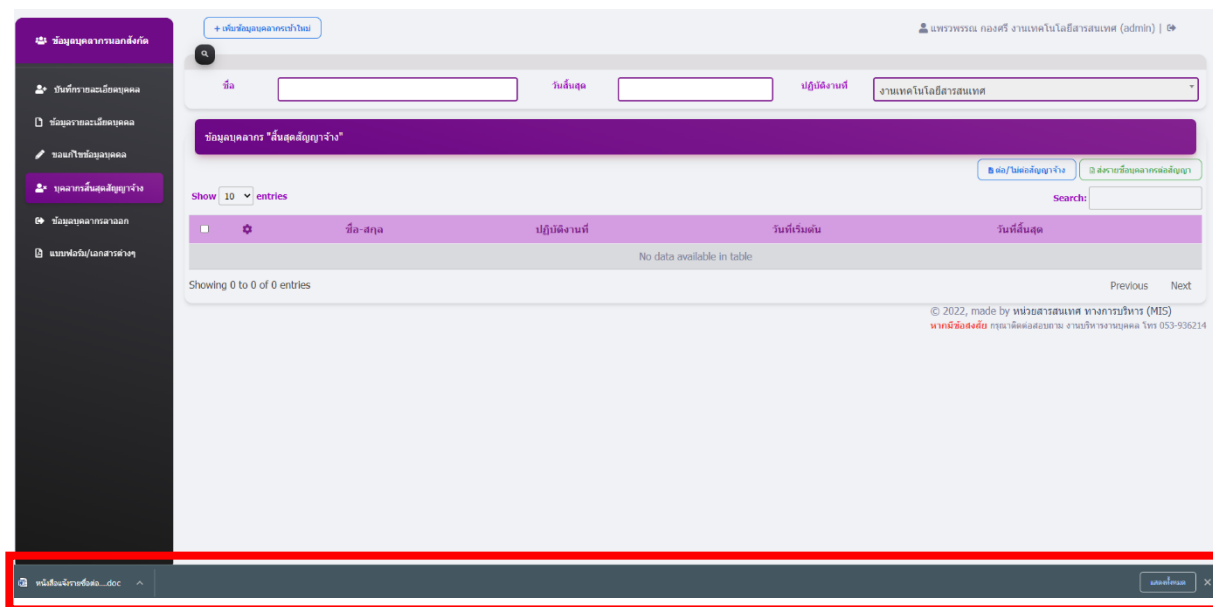 ข้อมูลบุคลากรนอกสังกัด
บันทึกรายละเอียดบุคคล
ข้อมูลรายละเอียดบุคคล
ขอแก้ไขข้อมูลบุคคล
บุคลากรสิ้นสุดสัญญาจ้าง
ข้อมูลบุคลากรลาออก
แบบฟอร์ม/เอกสารต่างๆ
+ เพิ่มข้อมูลบุคลากรเข้าใหม่
แพรวพรรณ กองศรี งานเทคโนโลยีสารสนเทศ (admin) |
ชื่อ
วันสิ้นสุด
ปฏิบัติงานที่
งานเทคโนโลยีสารสนเทศ
ข้อมูลบุคลากร "สิ้นสุดสัญญาจ้าง"
ต่อ/ไม่ต่อสัญญาจ้าง
ส่งรายชื่อบุคลากรต่อสัญญา
Show 10 entries
Search:
ชื่อ-สกุล
ปฏิบัติงานที่
วันที่เริ่มต้น
วันที่สิ้นสุด
No data available in table
Showing 0 to 0 of 0 entries
Previous Next
© 2022, made by หน่วยสารสนเทศ ทางการบริหาร (MIS)
หากมีข้อสงสัย กรุณาติดต่อสอบถาม งานบริหารงานบุคคล โทร 053-936214
หนังสือแจ้งรายชื่อต่อ....doc